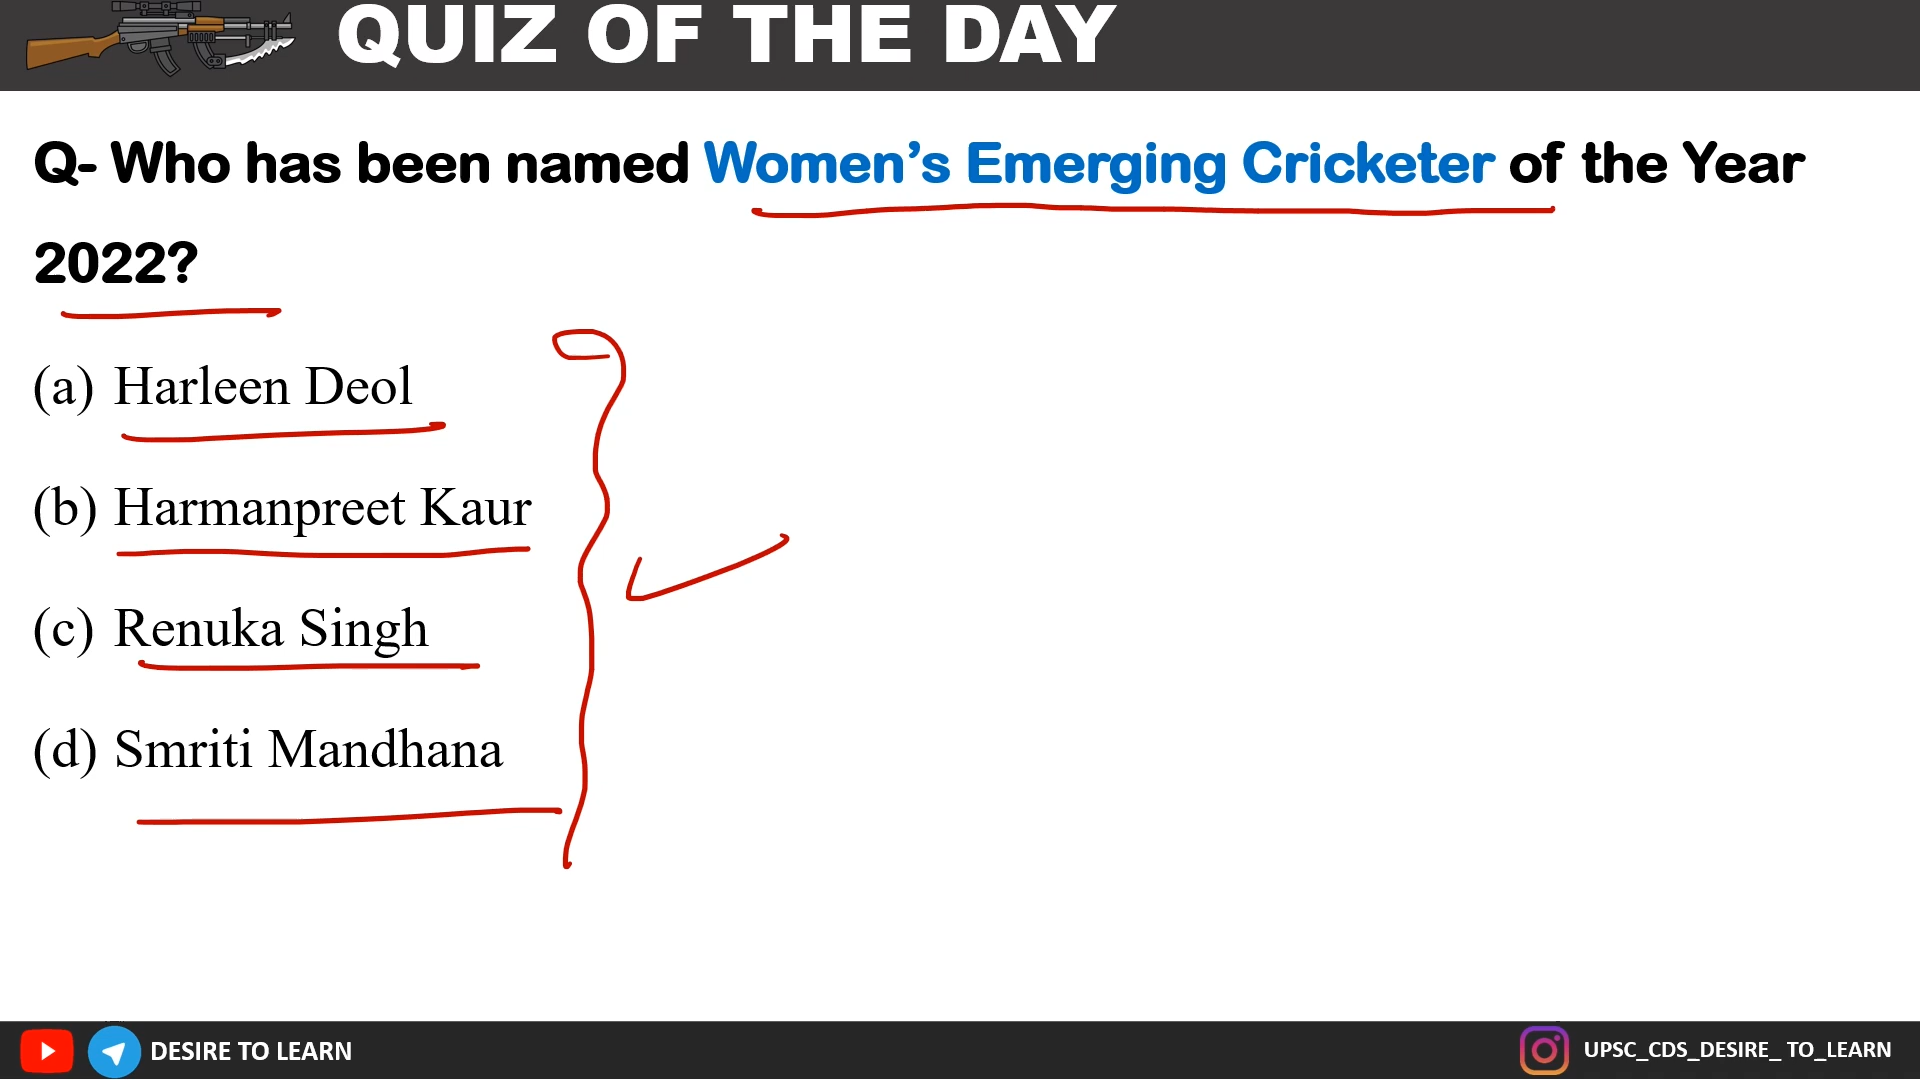 QUIZ OF THE DAY
Q- Who has been named Women's Emerging Cricketer of the Year
2022?
(a) Harleen Deol
(b) Harmanpreet Kaur
(c) Renuka Singh
(d) Smriti Mandhana
DESIRE TO LEARN
UPSC_CDS_DESIRE_ TO_LEARN